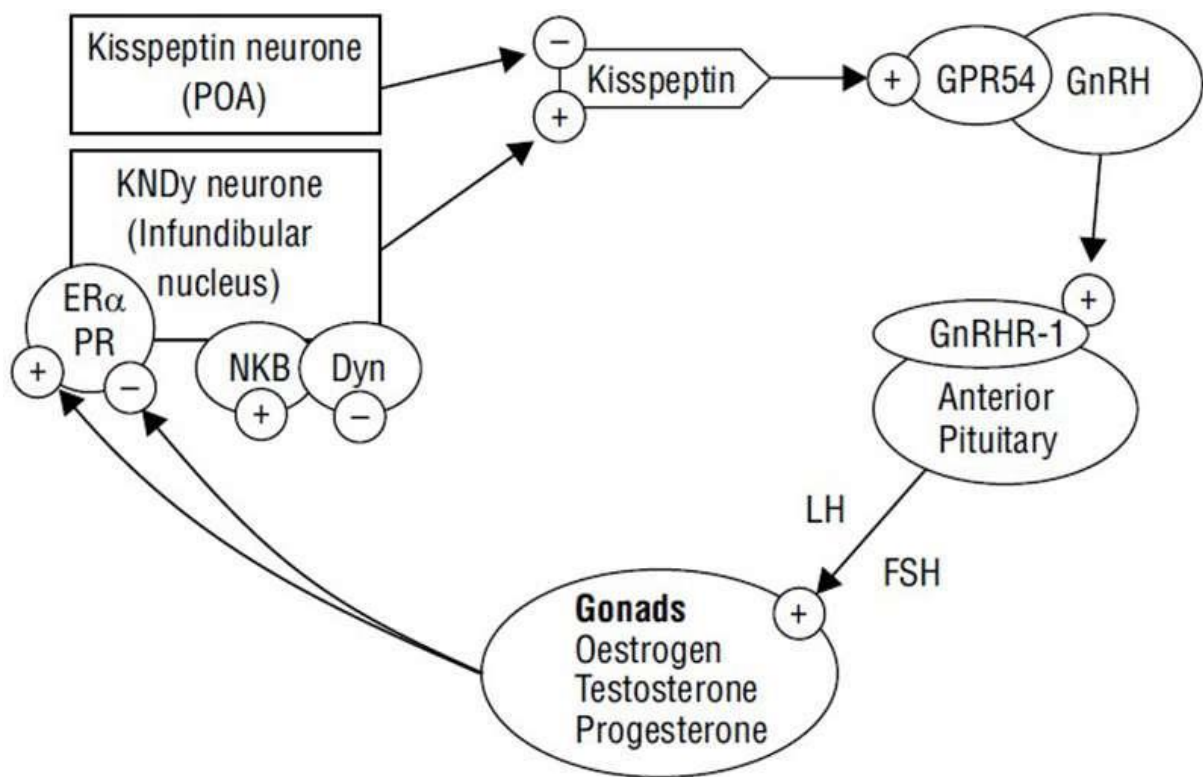 Kisspeptin neurone
(POA)
−
Kisspeptin
+
+
GPR54
GnRH
KNDy neurone
(Infundibular
nucleus)
ERα
PR
+
−
NKB
+
Dyn
−
+
GnRHR-1
Anterior
Pituitary
LH
FSH
+
Gonads
Oestrogen
Testosterone
Progesterone